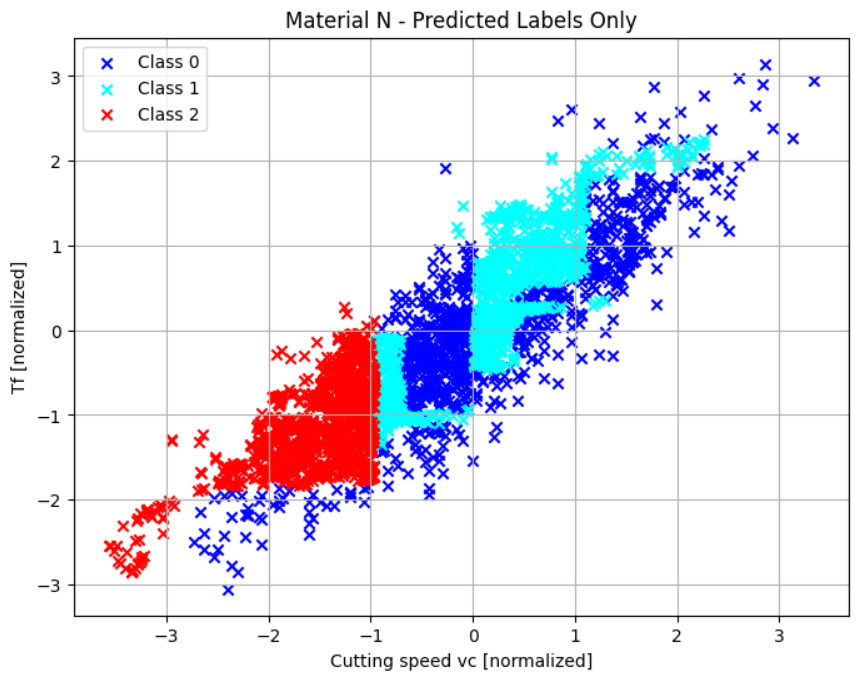 Material N - Predicted Labels Only
Class 0
Class 1
Class 2
3
2
1
0
−1
−2
−3
Tf [normalized]
−3 −2 −1 0 1 2 3
Cutting speed vc [normalized]